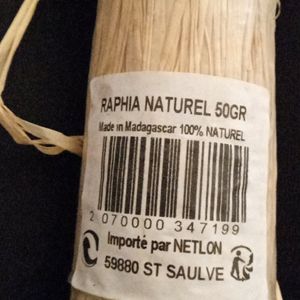 RAPHIA NATUREL 50GR
Made in Madagascar 100% NATUREL
2 070000 347199
Importé par NETLON
59880 ST SAULVE